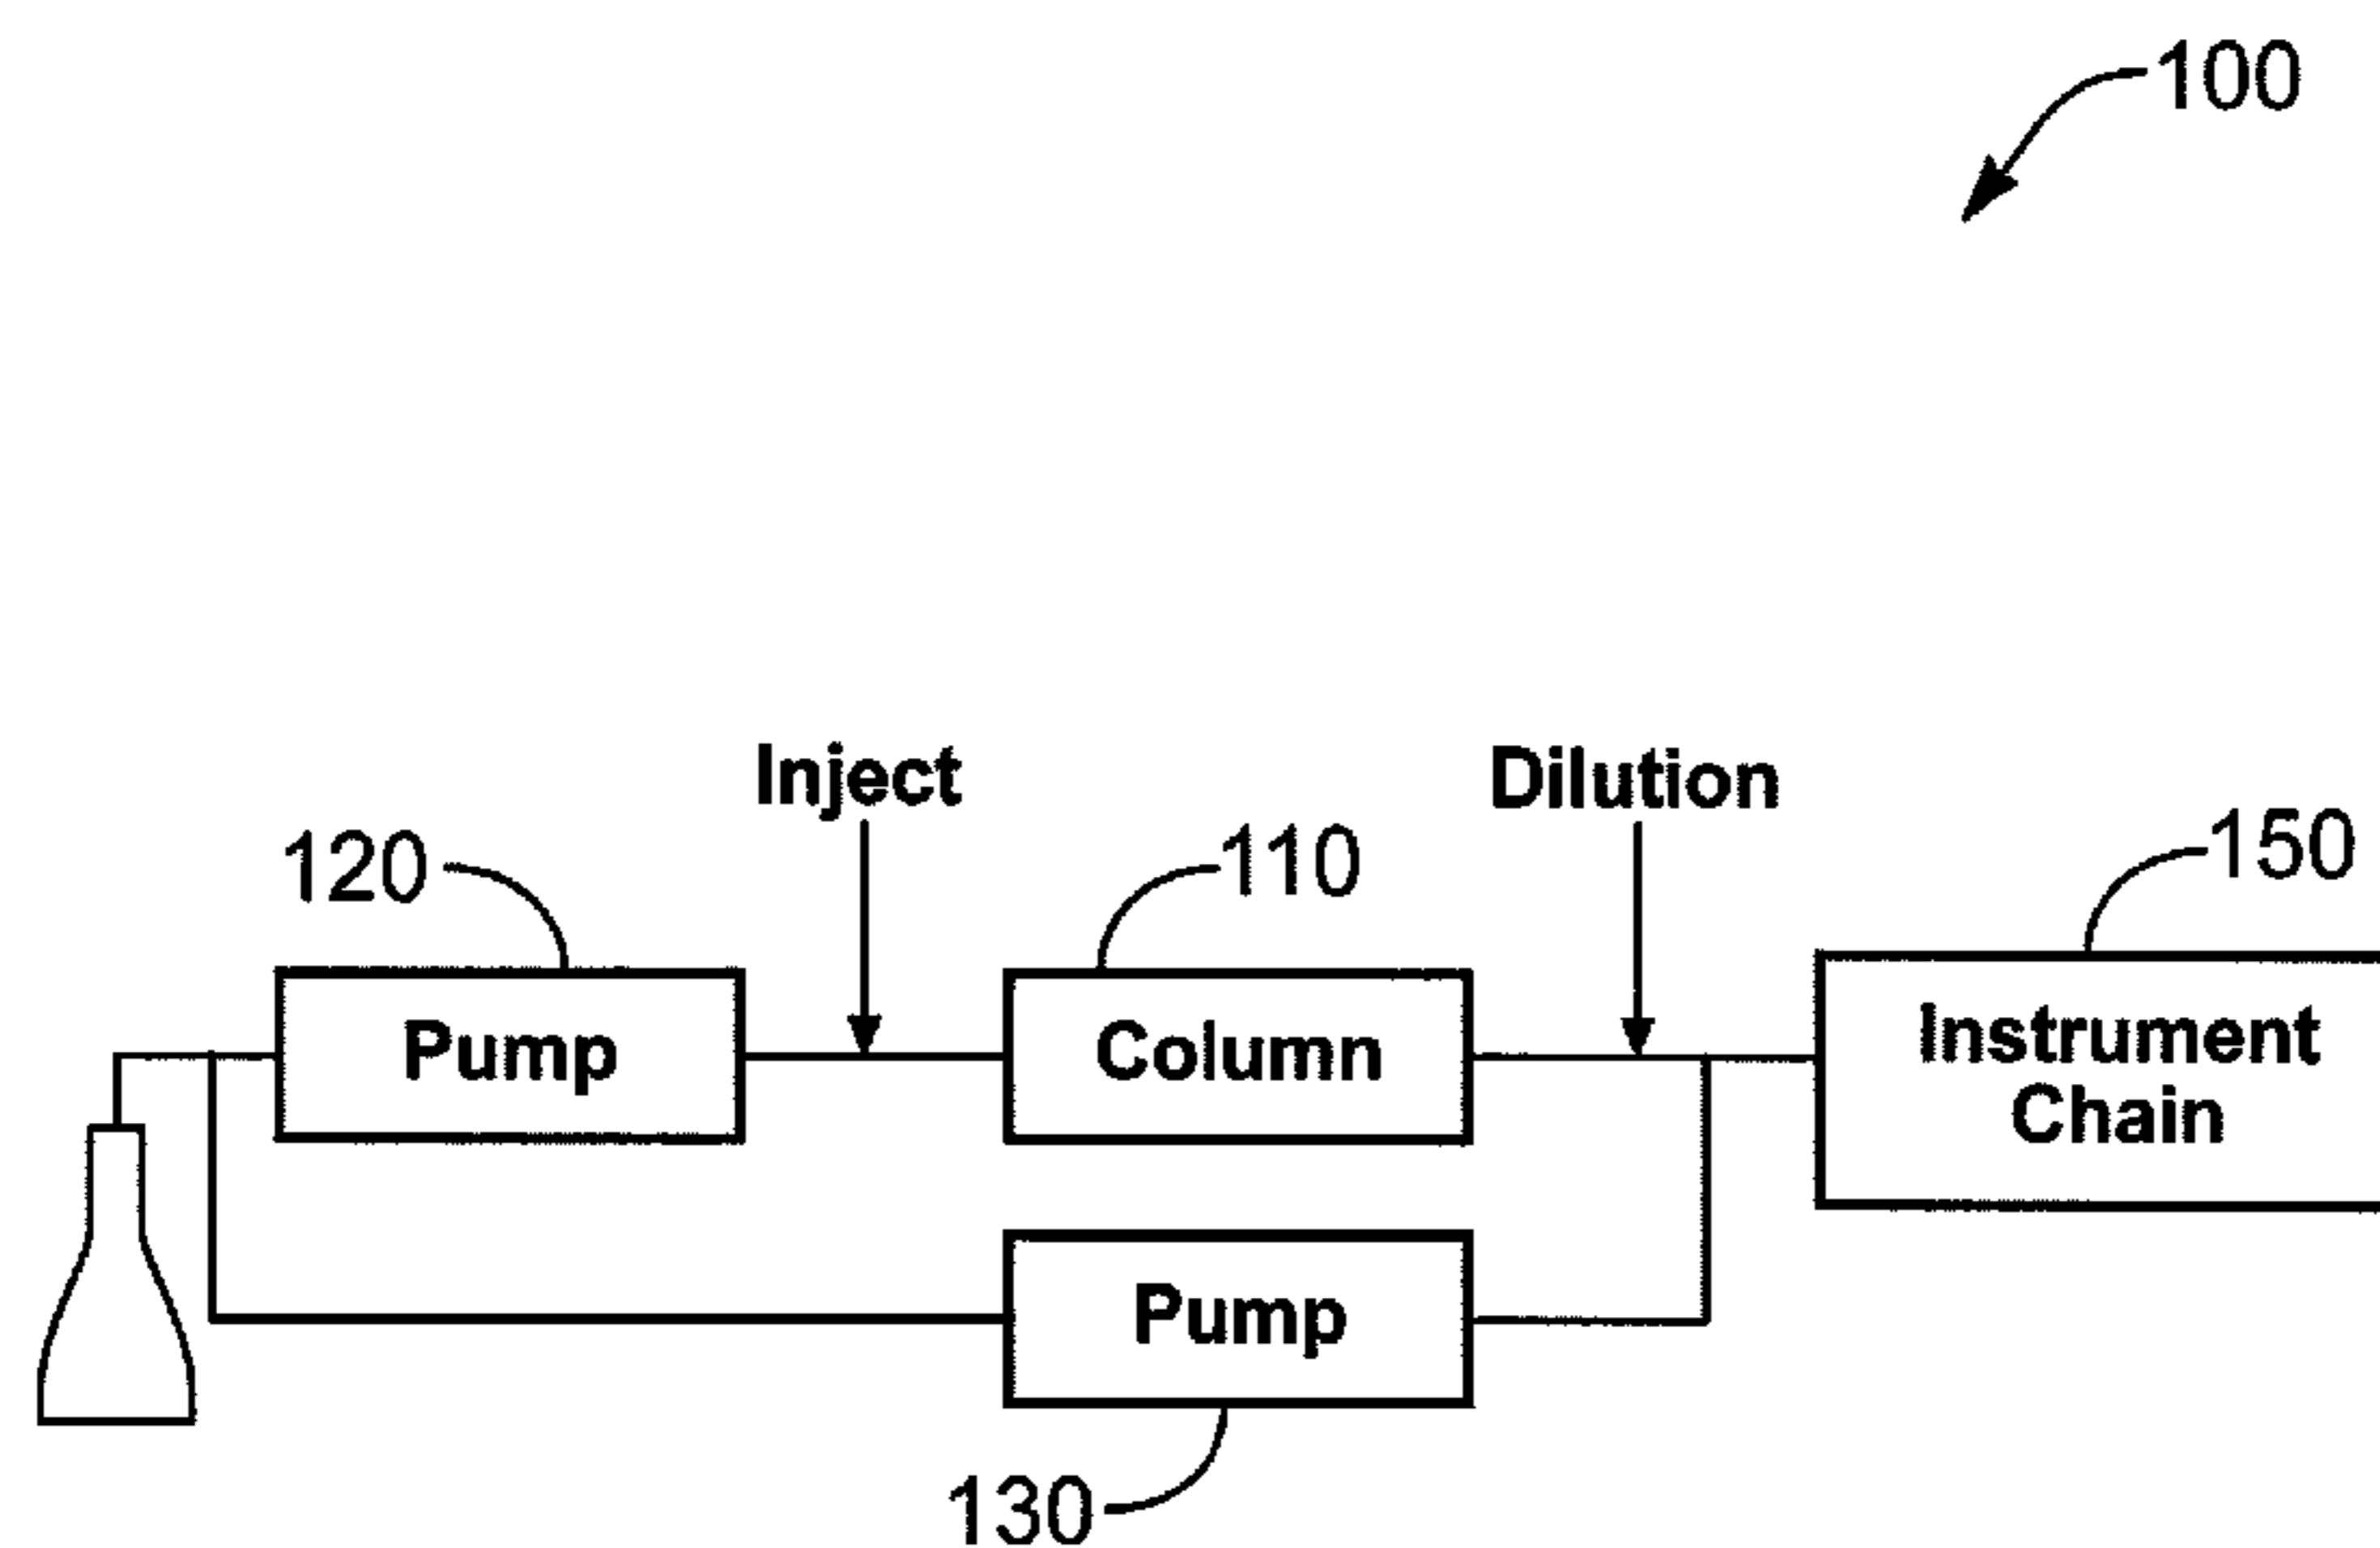 100
Inject
Dilution
120
110
150
Pump
Column
Instrument
Chain
Pump
130